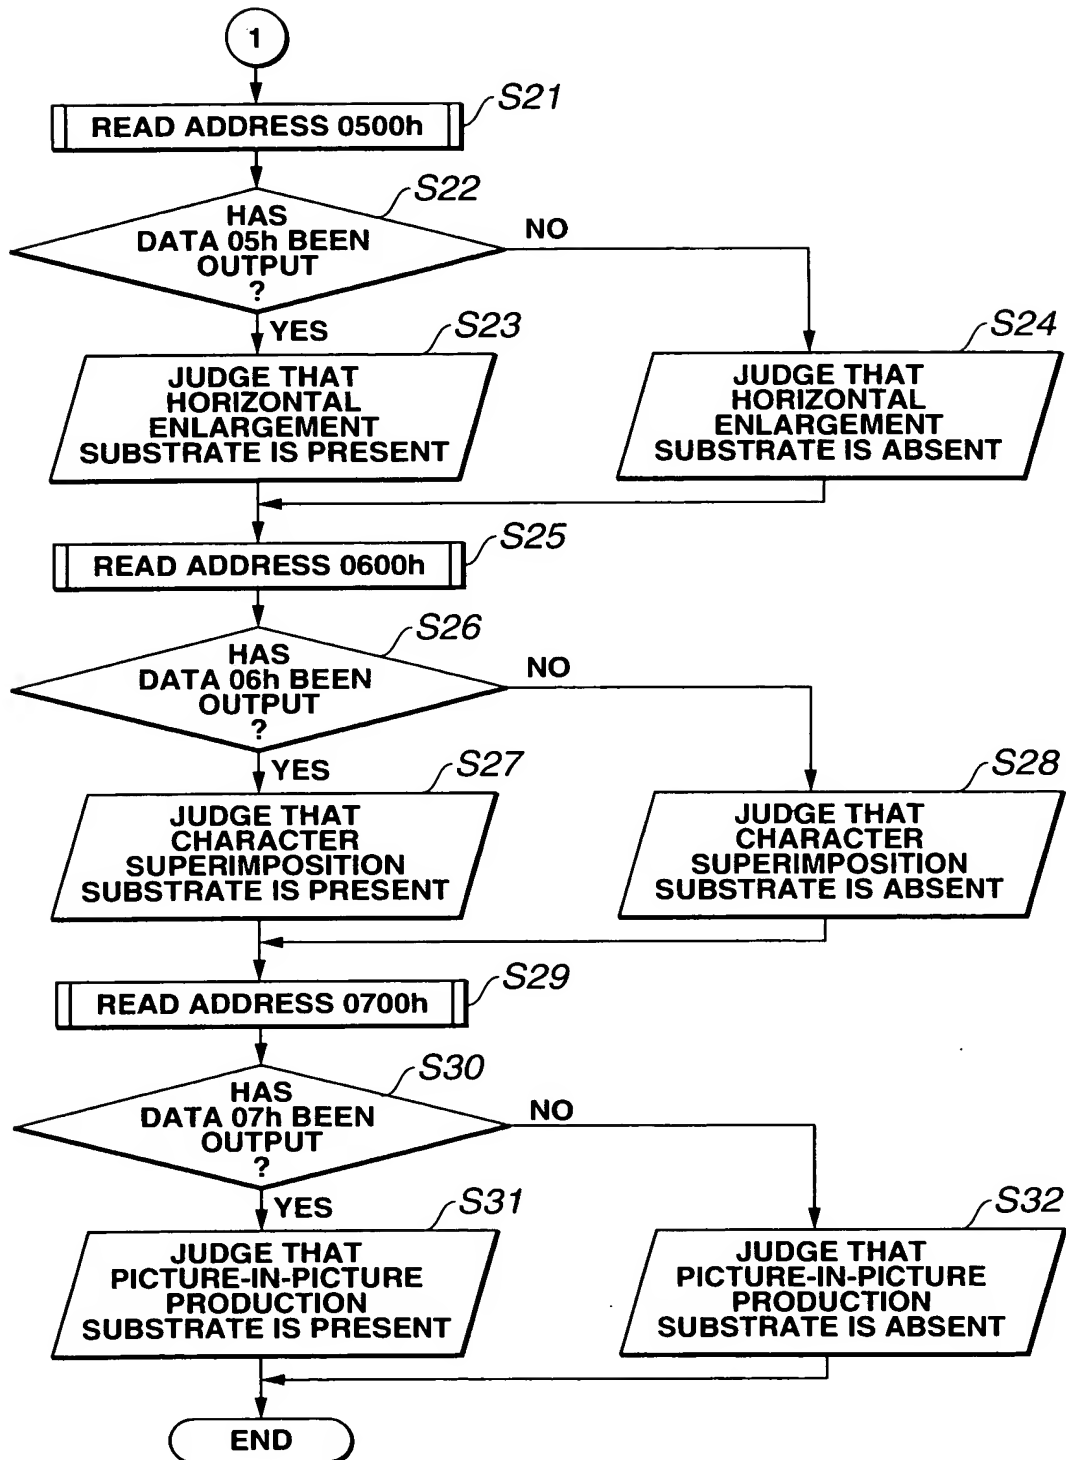 1
READ ADDRESS 0500h
S21
S22
HAS
DATA 05h BEEN
OUTPUT
?
NO
YES
S23
JUDGE THAT
HORIZONTAL
ENLARGEMENT
SUBSTRATE IS PRESENT
S24
JUDGE THAT
HORIZONTAL
ENLARGEMENT
SUBSTRATE IS ABSENT
READ ADDRESS 0600h
S25
S26
HAS
DATA 06h BEEN
OUTPUT
?
NO
YES
S27
JUDGE THAT
CHARACTER
SUPERIMPOSITION
SUBSTRATE IS PRESENT
S28
JUDGE THAT
CHARACTER
SUPERIMPOSITION
SUBSTRATE IS ABSENT
READ ADDRESS 0700h
S29
S30
HAS
DATA 07h BEEN
OUTPUT
?
NO
YES
S31
JUDGE THAT
PICTURE-IN-PICTURE
PRODUCTION
SUBSTRATE IS PRESENT
S32
JUDGE THAT
PICTURE-IN-PICTURE
PRODUCTION
SUBSTRATE IS ABSENT
END